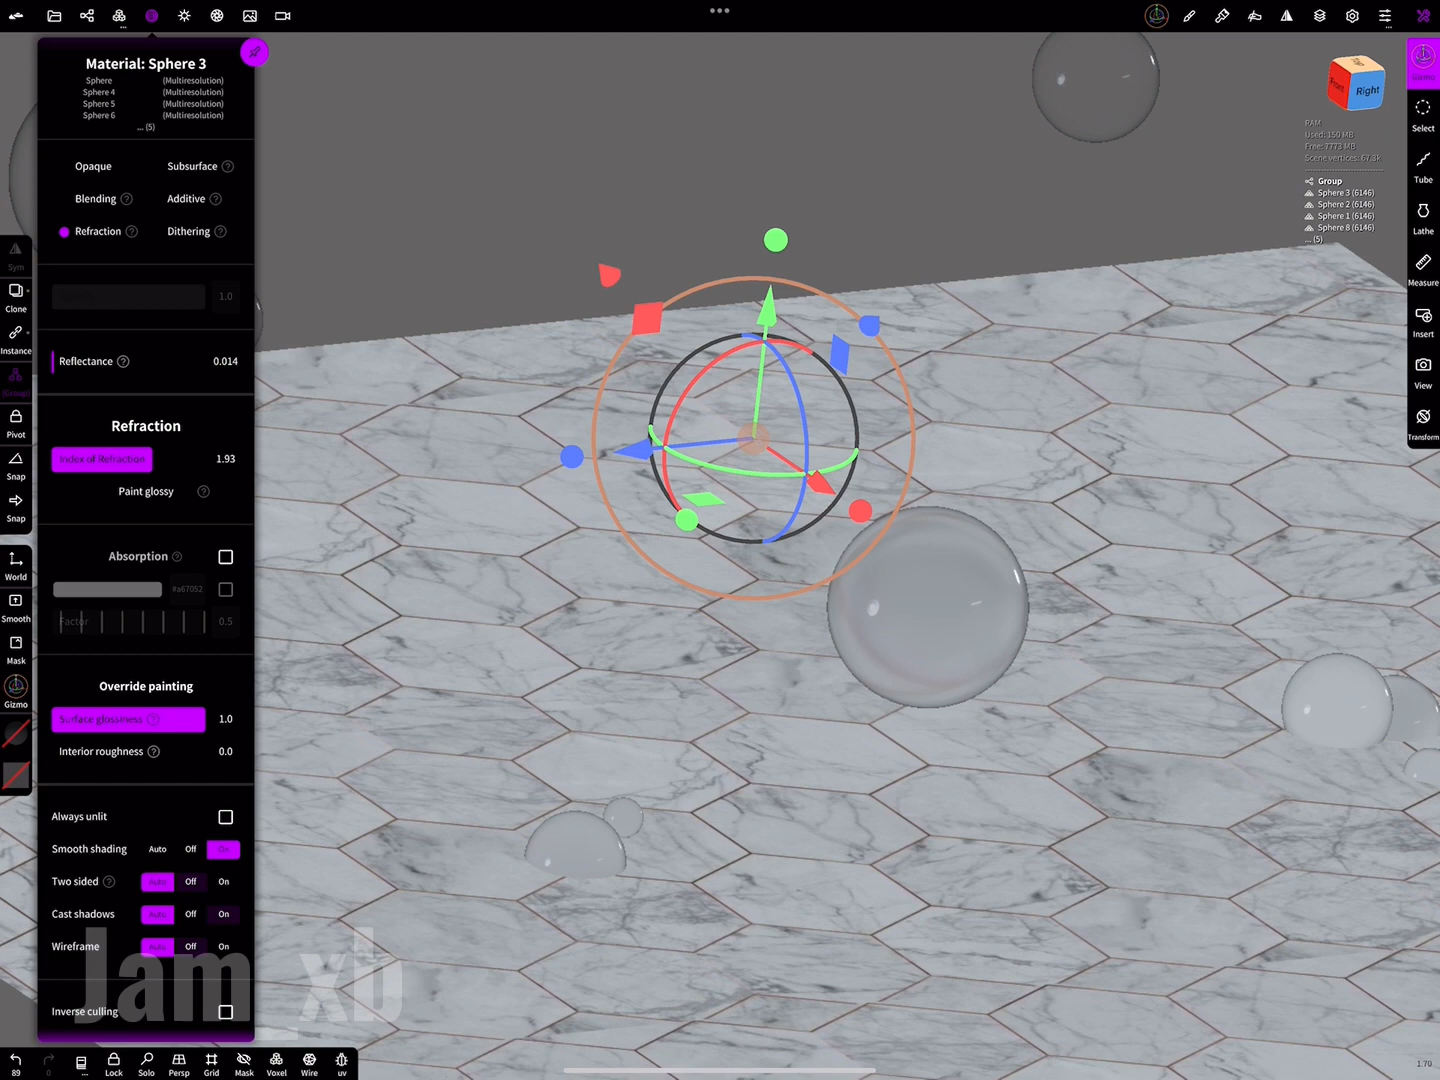 Material: Sphere 3
Sphere (Multiresolution)
Sphere 4 (Multiresolution)
Sphere 5 (Multiresolution)
Sphere 6 (Multiresolution)
... (5)
Opaque Subsurface ?
Blending ? Additive ?
Refraction ? Dithering ?
1.0
Reflectance ? 0.014
Refraction
Index of Refraction 1.93
Paint glossy ?
Absorption ?
#a67052
Factor 0.5
Override painting
Surface glossiness ? 1.0
Interior roughness ? 0.0
Always unlit
Smooth shading Auto Off On
Two sided ? Auto Off On
Cast shadows Auto Off On
Wireframe Auto Off On
Inverse culling
Jam_xb
Sym
Clone
Instance
(Group)
Pivot
Snap
Snap
World
Smooth
Mask
Gizmo
89
0
...
Lock
Solo
Persp
Grid
Mask
Voxel
Wire
uv
Front
Right
RAM
Used: 150 MB
Free: 7773 MB
Scene vertices: 67.3k
Group
Sphere 3 (6146)
Sphere 2 (6146)
Sphere 1 (6146)
Sphere 8 (6146)
... (5)
Gizmo
Select
Tube
Lathe
Measure
Insert
View
Transform
1.70